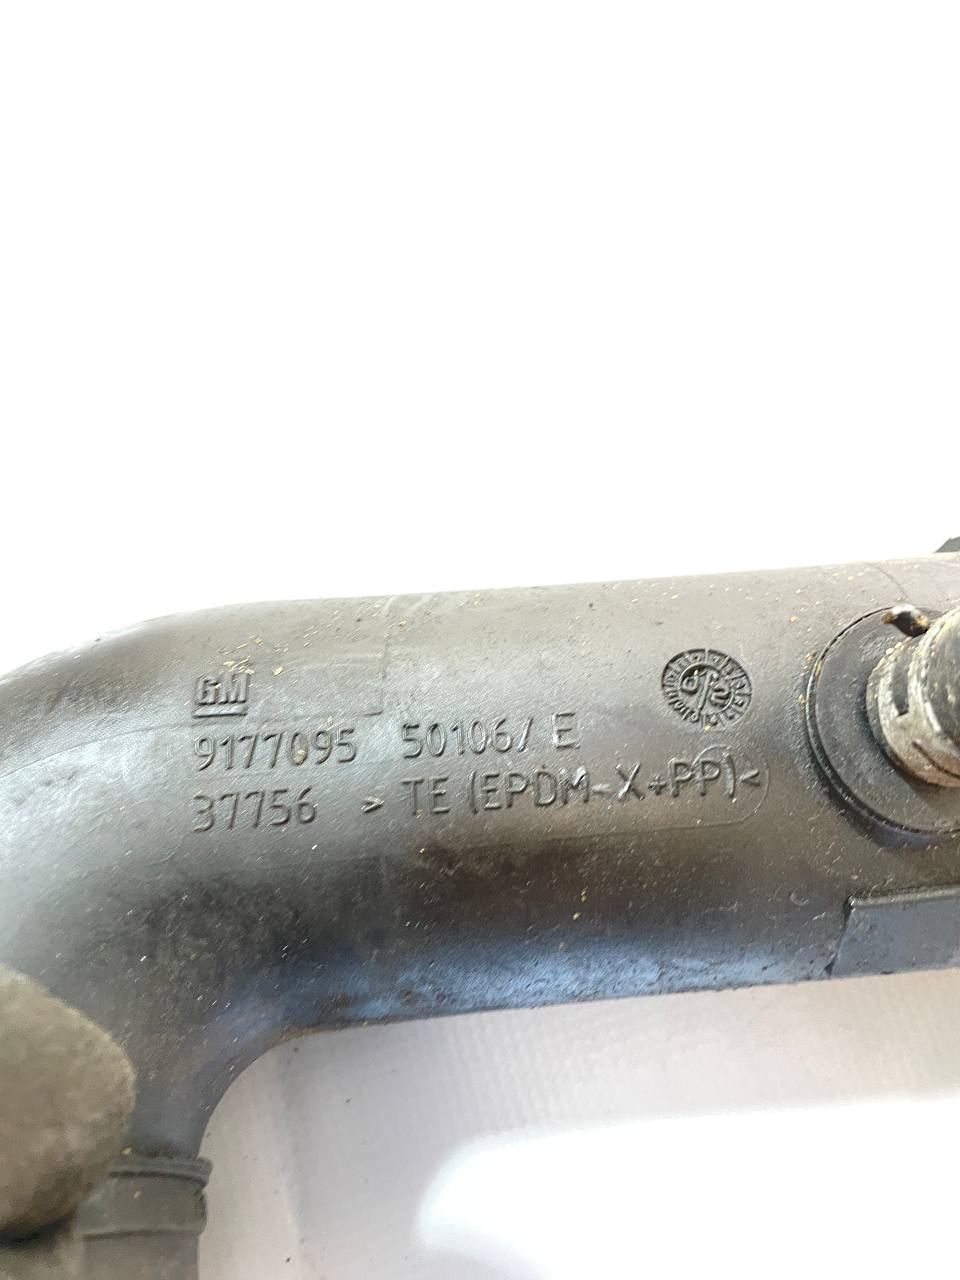 GM
9177095 50106/ E
37756 > TE (EPDM-X+PP)<